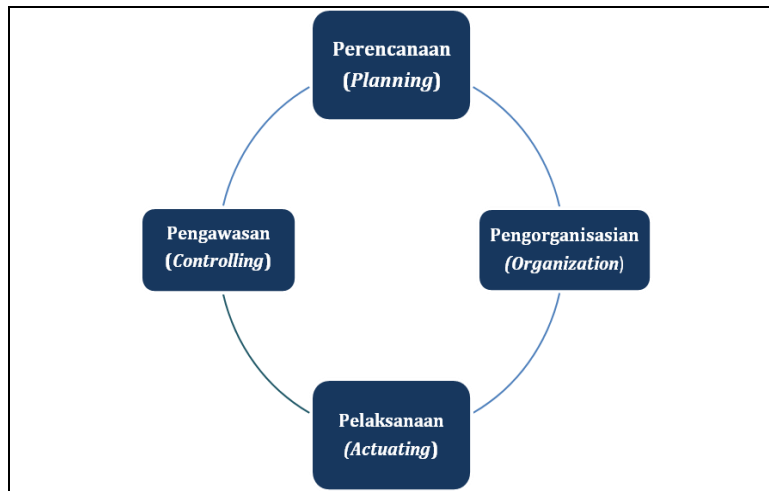 Perencanaan
(Planning)
Pengorganisasian
(Organization)
Pelaksanaan
(Actuating)
Pengawasan
(Controlling)